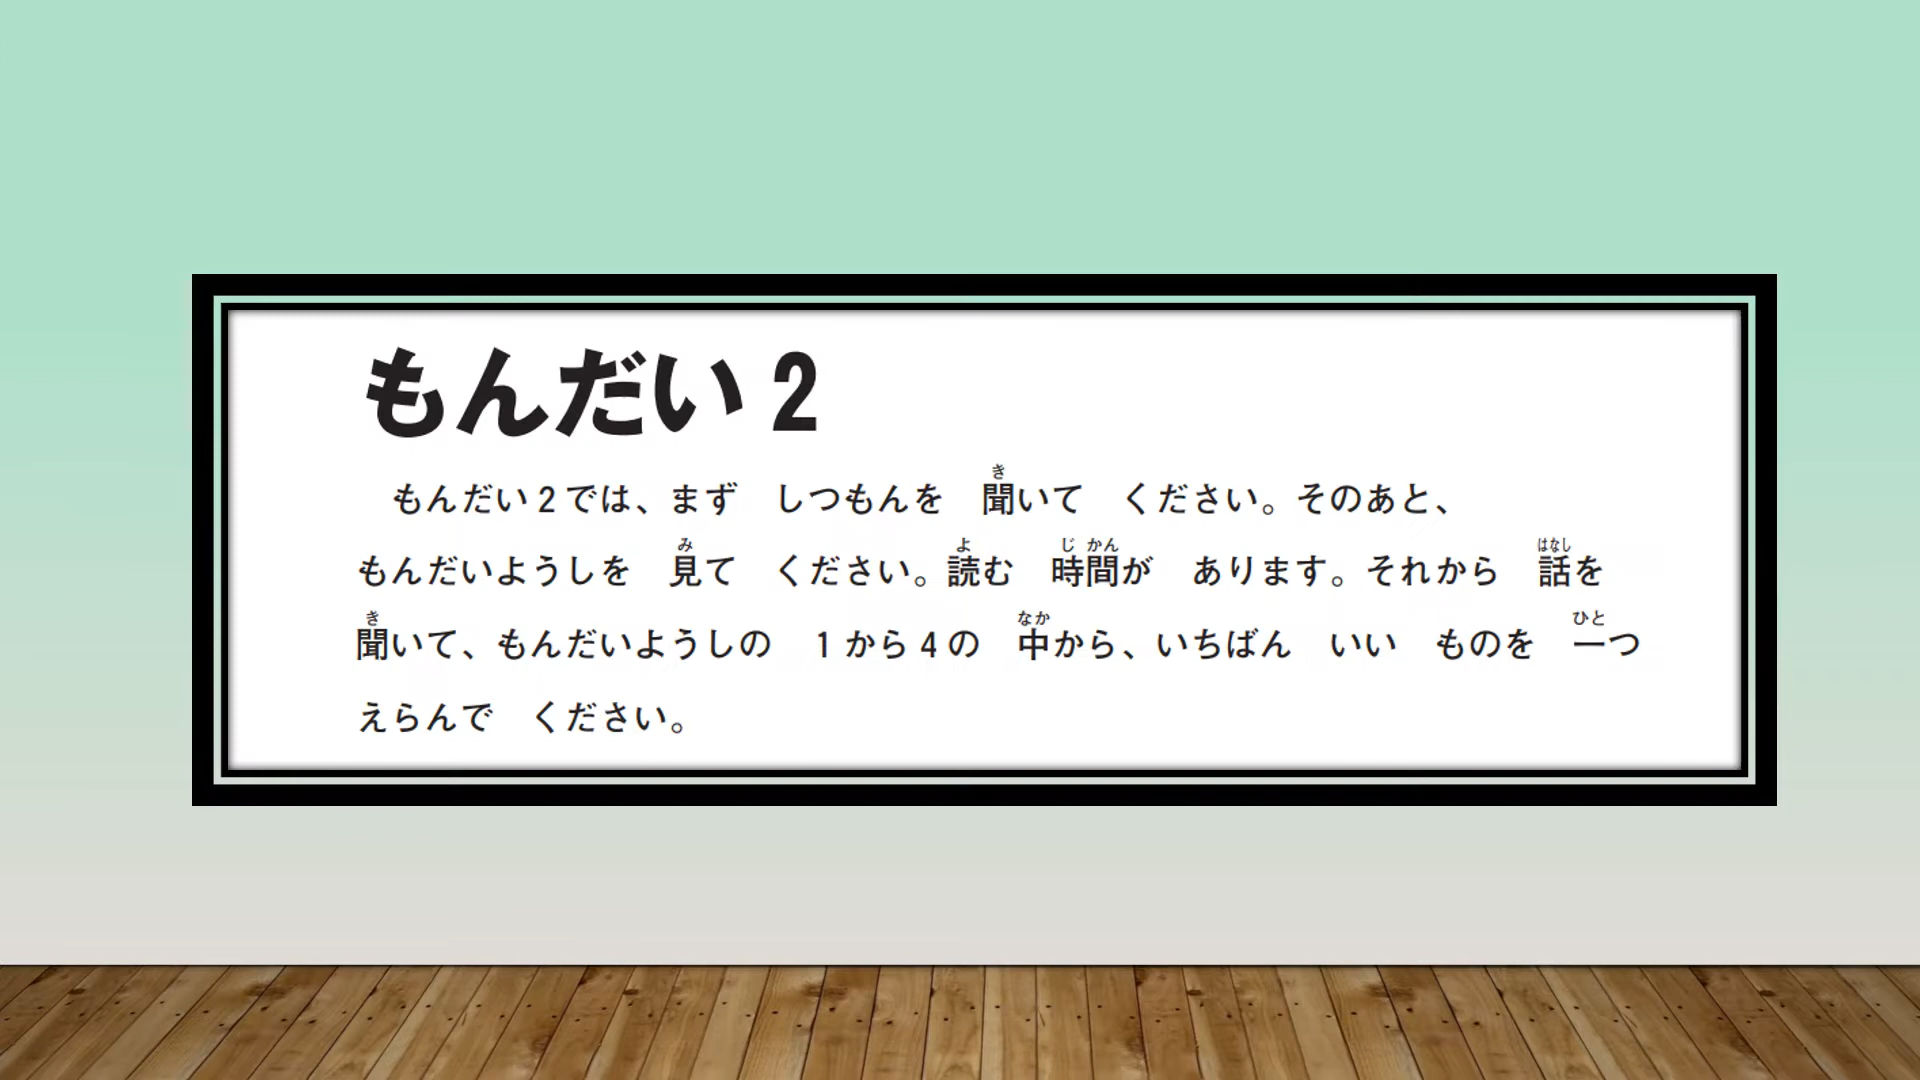 もんだい2
もんだい2では、まず　しつもんを　聞いて　ください。そのあと、
もんだいようしを　見て　ください。読む　時間が　あります。それから　話を
聞いて、もんだいようしの　1から4の　中から、いちばん　いい　ものを　一つ
えらんで　ください。